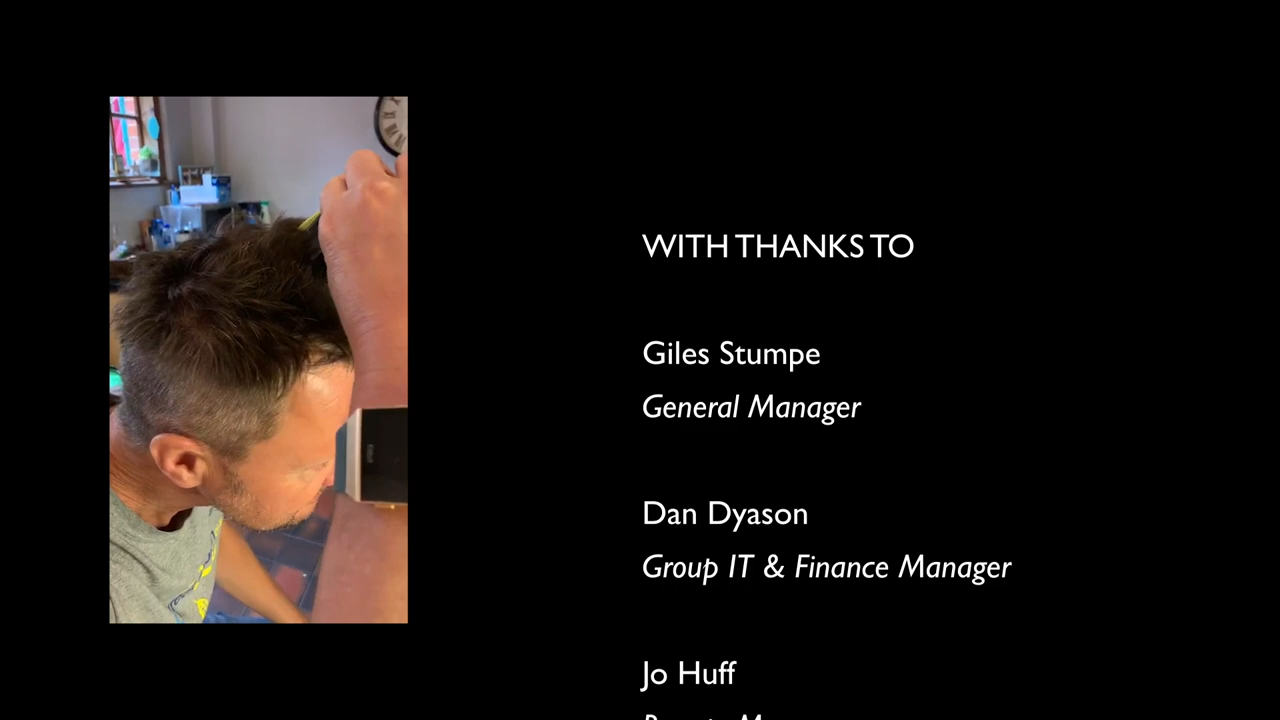 WITH THANKS TO
Giles Stumpe
General Manager
Dan Dyason
Group IT & Finance Manager
Jo Huff